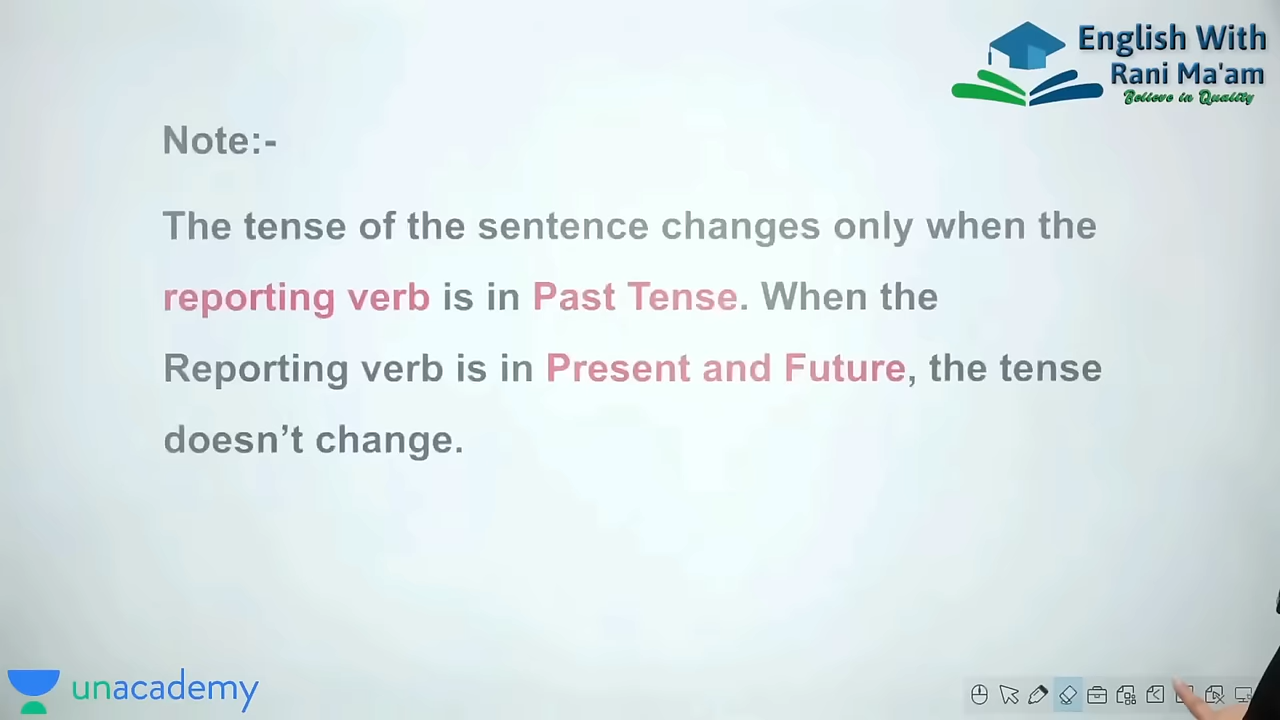 English With
Rani Ma'am
Believe in Quality
Note:-
The tense of the sentence changes only when the
reporting verb is in Past Tense. When the
Reporting verb is in Present and Future, the tense
doesn’t change.
unacademy